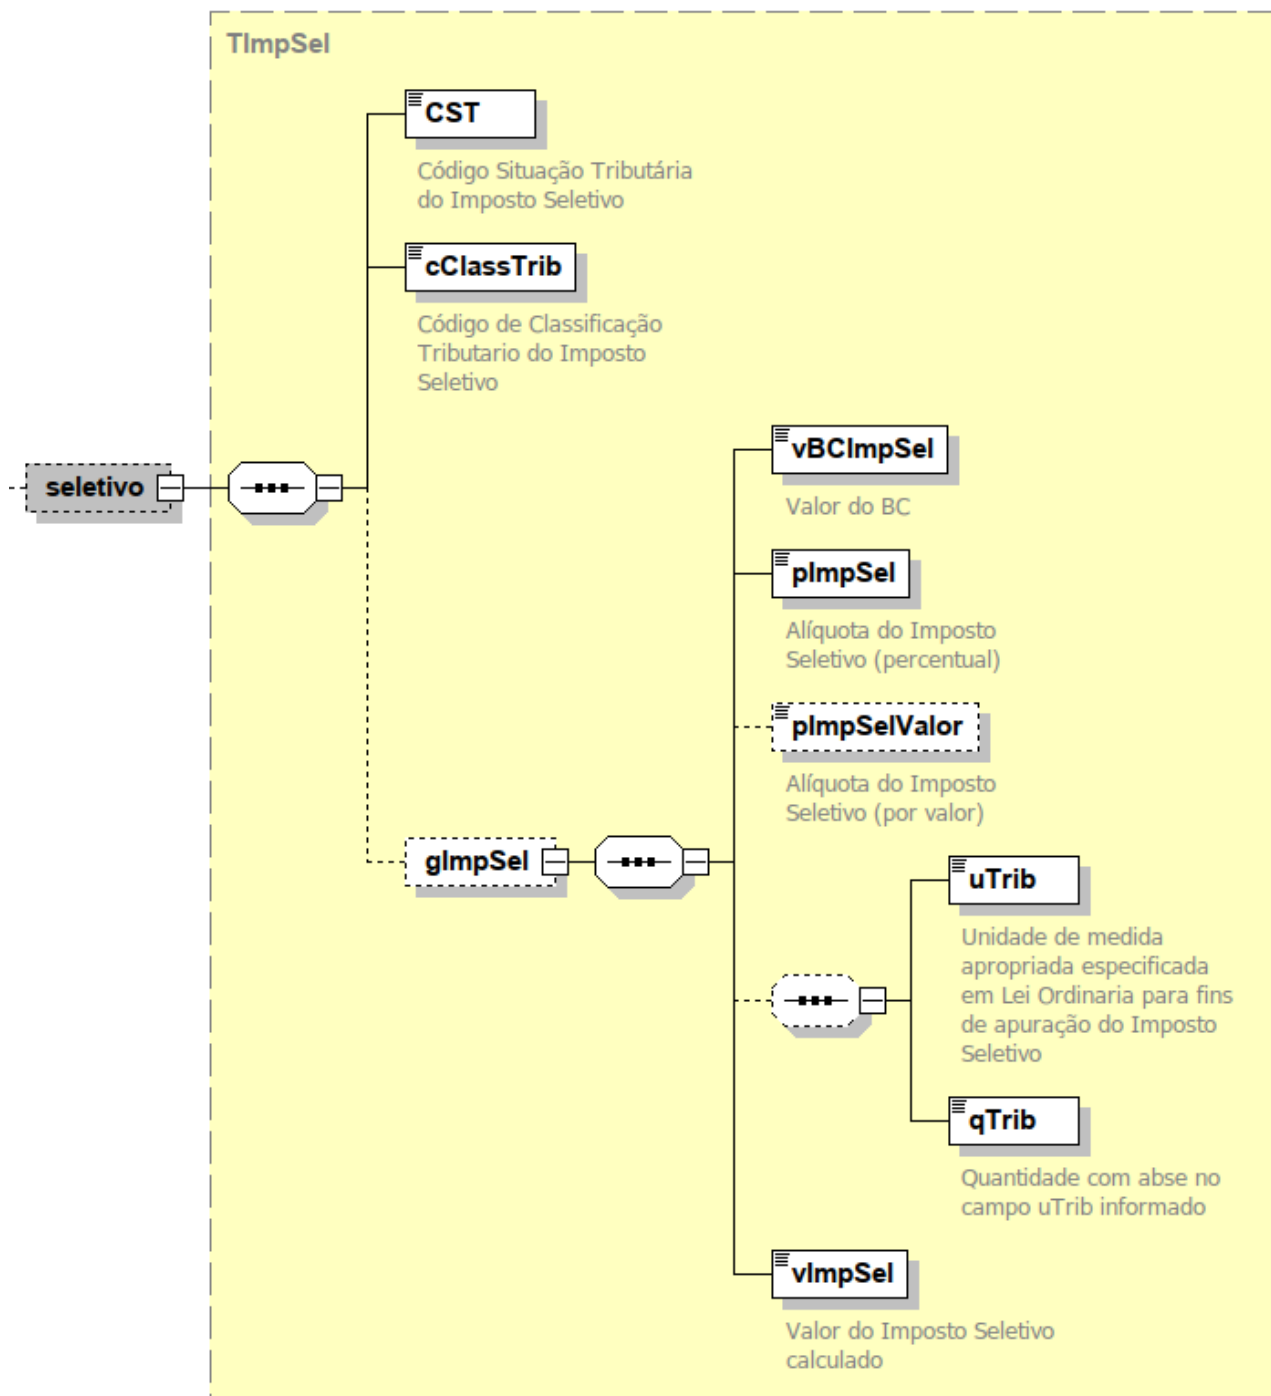 TImpSel
CST
Código Situação Tributária
do Imposto Seletivo
cClassTrib
Código de Classificação
Tributario do Imposto
Seletivo
seletivo
vBCImpSel
Valor do BC
pImpSel
Alíquota do Imposto
Seletivo (percentual)
pImpSelValor
Alíquota do Imposto
Seletivo (por valor)
gImpSel
uTrib
Unidade de medida
apropriada especificada
em Lei Ordinaria para fins
de apuração do Imposto
Seletivo
qTrib
Quantidade com abse no
campo uTrib informado
vImpSel
Valor do Imposto Seletivo
calculado